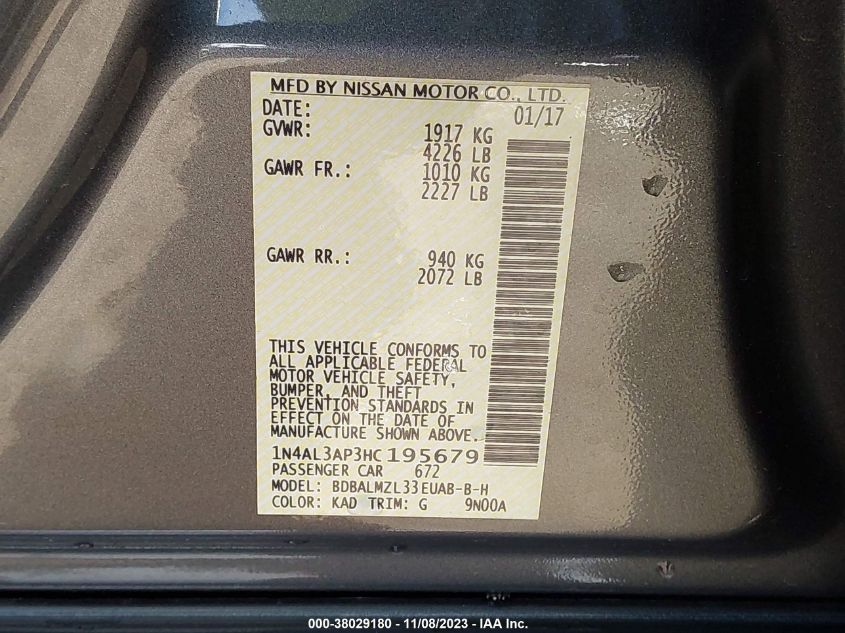 MFD BY NISSAN MOTOR CO., LTD.
DATE: 01/17
GVWR: 1917 KG
4226 LB
GAWR FR.: 1010 KG
2227 LB
GAWR RR.: 940 KG
2072 LB
THIS VEHICLE CONFORMS TO
ALL APPLICABLE FEDERAL
MOTOR VEHICLE SAFETY,
BUMPER, AND THEFT
PREVENTION STANDARDS IN
EFFECT ON THE DATE OF
MANUFACTURE SHOWN ABOVE.
1N4AL3AP3HC195679
PASSENGER CAR 672
MODEL: BDBALMZL33EUAB-B-H
COLOR: KAD TRIM: G 9N00A
000-38029180 - 11/08/2023 - IAA Inc.